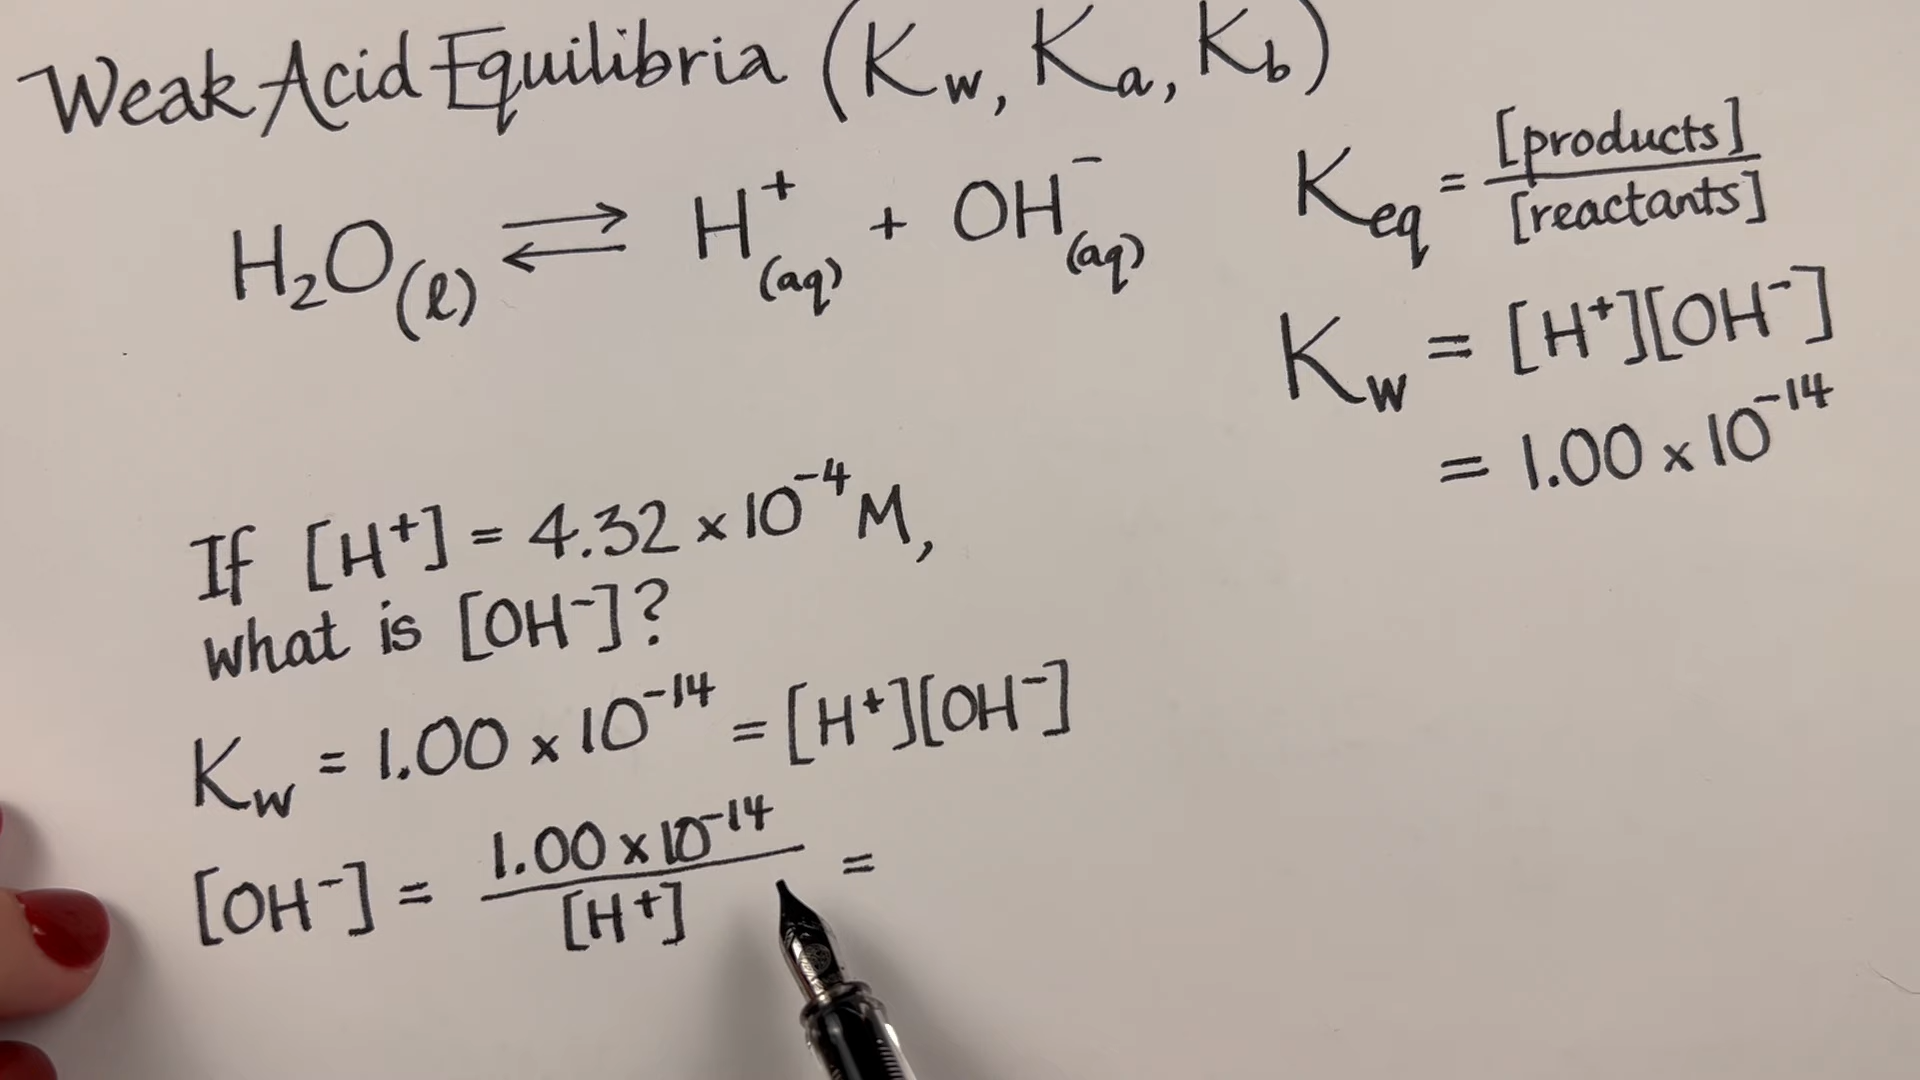 Weak Acid Equilibria (Kw, Ka, Kb)
H₂O(l) ⇌ H⁺(aq) + OH⁻(aq)
Keq = [products] / [reactants]
Kw = [H⁺][OH⁻]
= 1.00 × 10⁻¹⁴
If [H⁺] = 4.32 × 10⁻⁴ M,
what is [OH⁻]?
Kw = 1.00 × 10⁻¹⁴ = [H⁺][OH⁻]
[OH⁻] = 1.00 × 10⁻¹⁴ / [H⁺] =